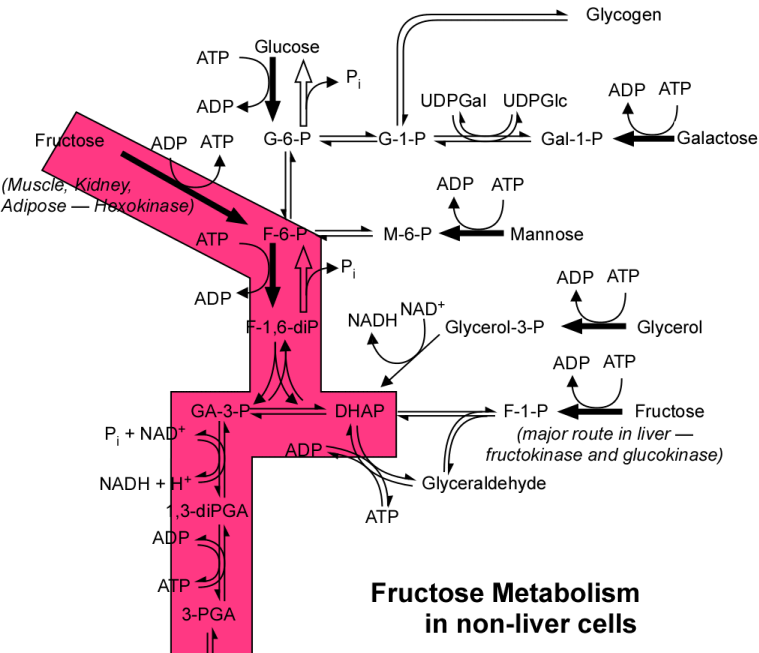 Glycogen
Glucose
ATP
P i
ADP
UDPGal UDPGlc
ADP ATP
Fructose
ADP ATP
G-6-P
G-1-P
Gal-1-P
Galactose
(Muscle, Kidney,
Adipose — Hexokinase)
ADP ATP
F-6-P
M-6-P
Mannose
ATP
P i
ADP
ADP ATP
F-1,6-diP
NADH NAD+
Glycerol-3-P
Glycerol
ADP ATP
GA-3-P
DHAP
F-1-P
Fructose
Pi + NAD+
(major route in liver —
fructokinase and glucokinase)
ADP
NADH + H+
Glyceraldehyde
1,3-diPGA
ATP
ADP
ATP
3-PGA
Fructose Metabolism
in non-liver cells